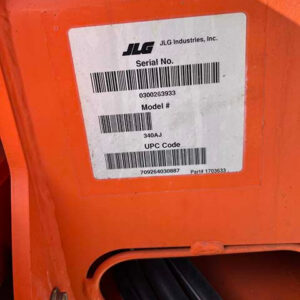 JLG JLG Industries, Inc.
Serial No.
0300263933
Model #
340AJ
UPC Code
709264030887 Part# 1703633